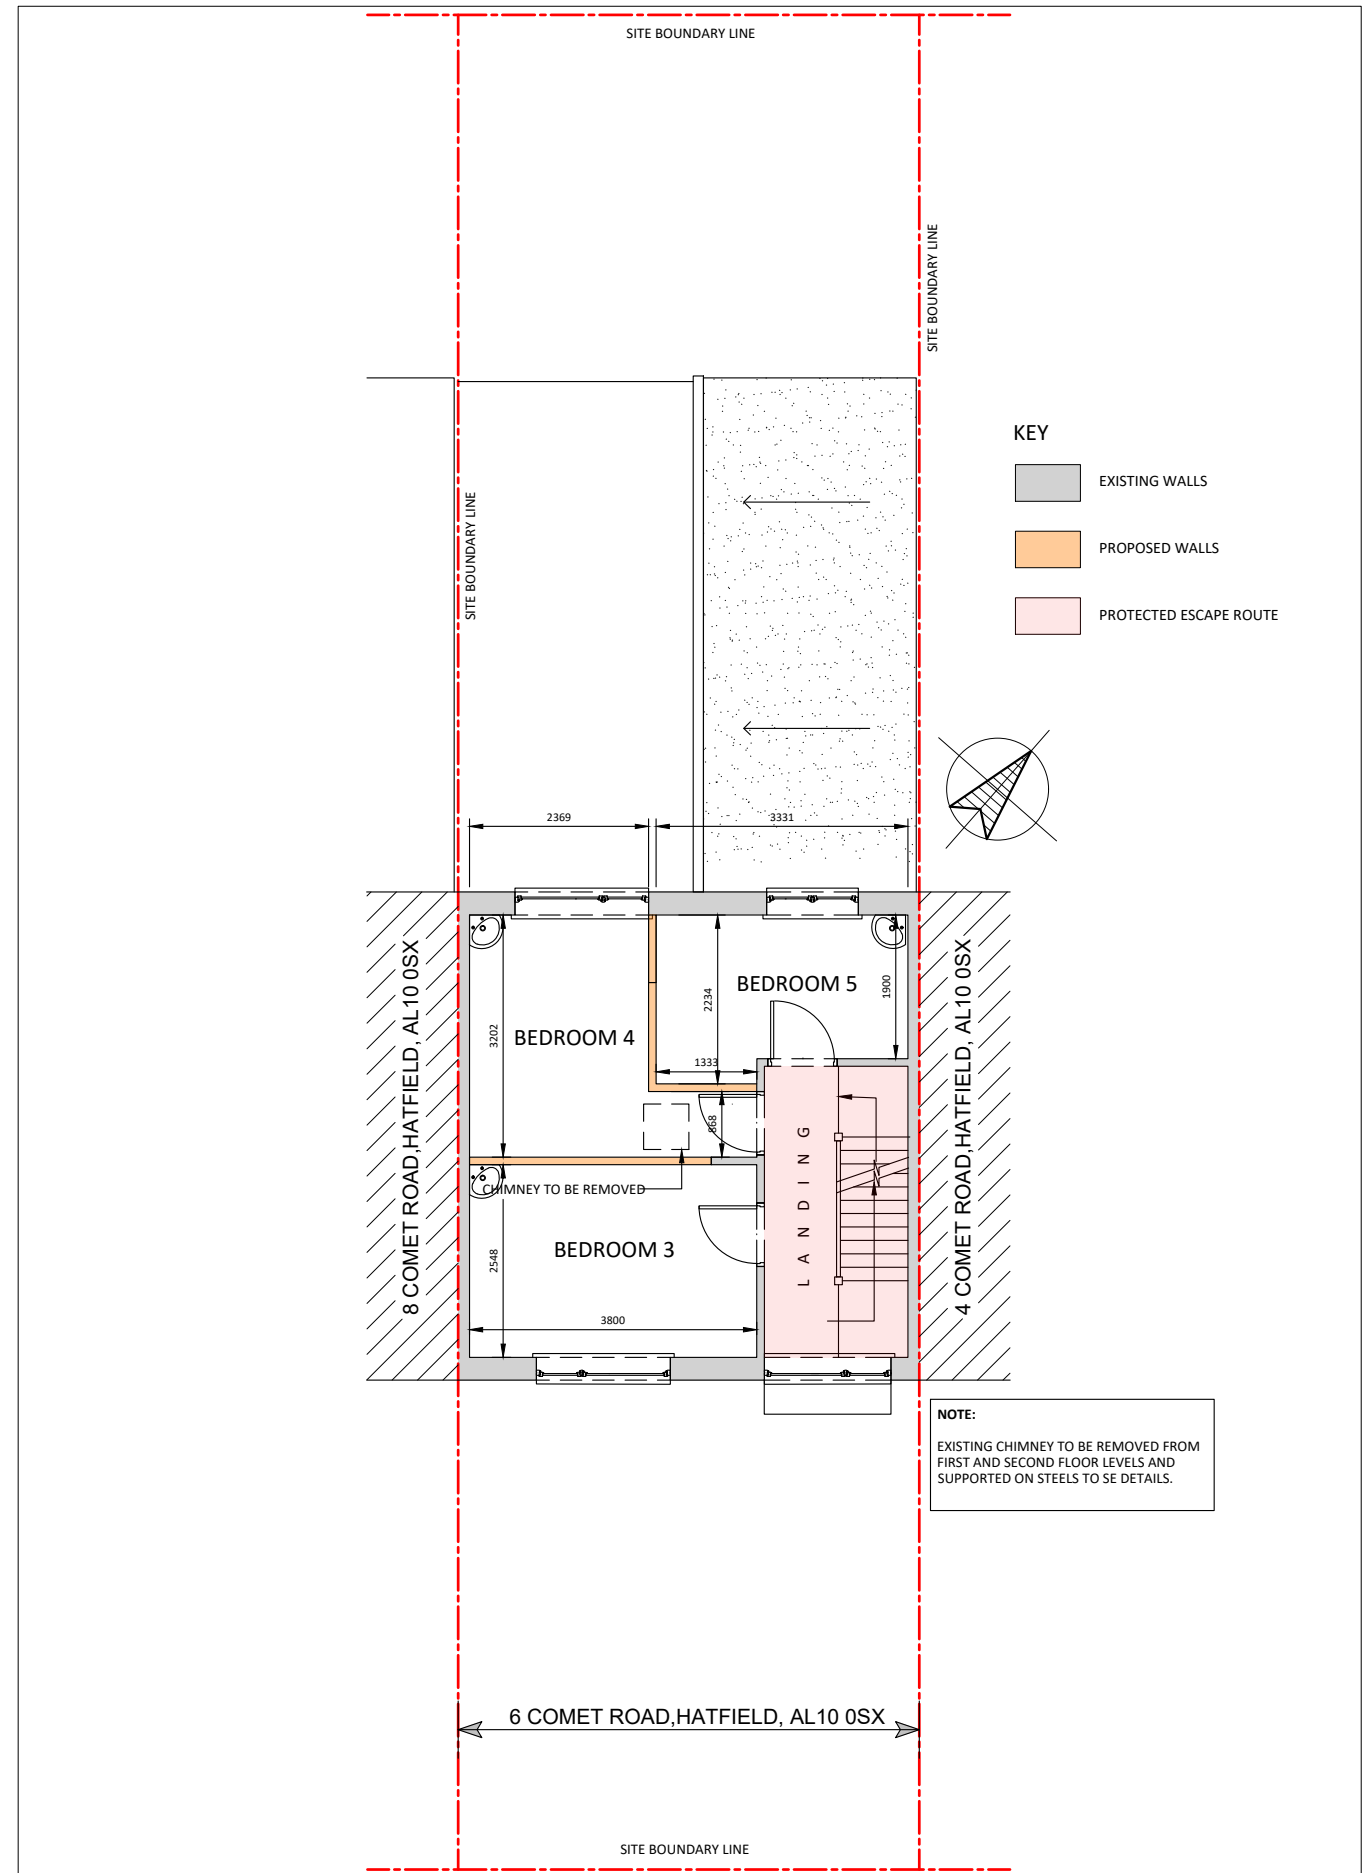 SITE BOUNDARY LINE
SITE BOUNDARY LINE
KEY
EXISTING WALLS
SITE BOUNDARY LINE
PROPOSED WALLS
PROTECTED ESCAPE ROUTE
2369
3331
8 COMET ROAD,HATFIELD, AL10 0SX
4 COMET ROAD,HATFIELD, AL10 0SX
BEDROOM 5
2234
1900
3202
BEDROOM 4
1333
868
LANDING
CHIMNEY TO BE REMOVED
BEDROOM 3
2548
3800
NOTE:
EXISTING CHIMNEY TO BE REMOVED FROM
FIRST AND SECOND FLOOR LEVELS AND
SUPPORTED ON STEELS TO SE DETAILS.
6 COMET ROAD,HATFIELD, AL10 0SX
SITE BOUNDARY LINE